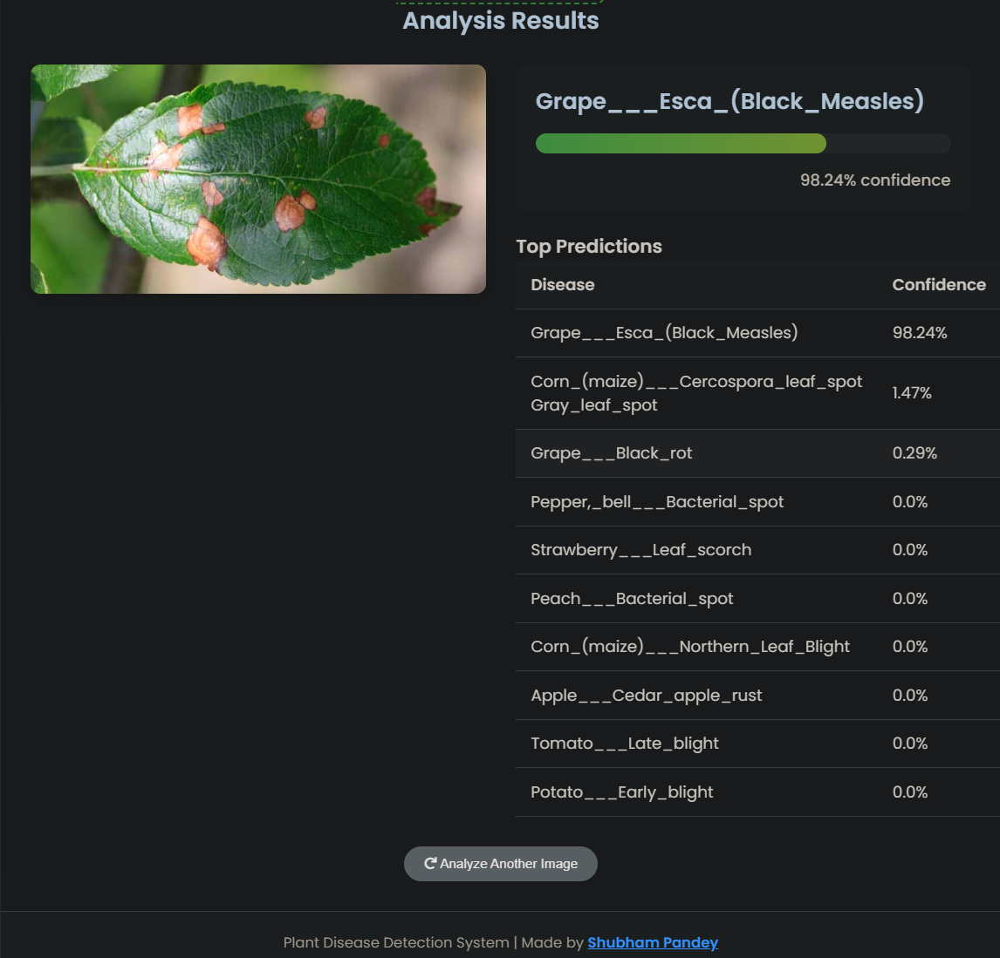 Analysis Results
Grape___Esca_(Black_Measles)
98.24% confidence
Top Predictions
Disease Confidence
Grape___Esca_(Black_Measles) 98.24%
Corn_(maize)___Cercospora_leaf_spot
Gray_leaf_spot 1.47%
Grape___Black_rot 0.29%
Pepper,_bell___Bacterial_spot 0.0%
Strawberry___Leaf_scorch 0.0%
Peach___Bacterial_spot 0.0%
Corn_(maize)___Northern_Leaf_Blight 0.0%
Apple___Cedar_apple_rust 0.0%
Tomato___Late_blight 0.0%
Potato___Early_blight 0.0%
Analyze Another Image
Plant Disease Detection System | Made by Shubham Pandey